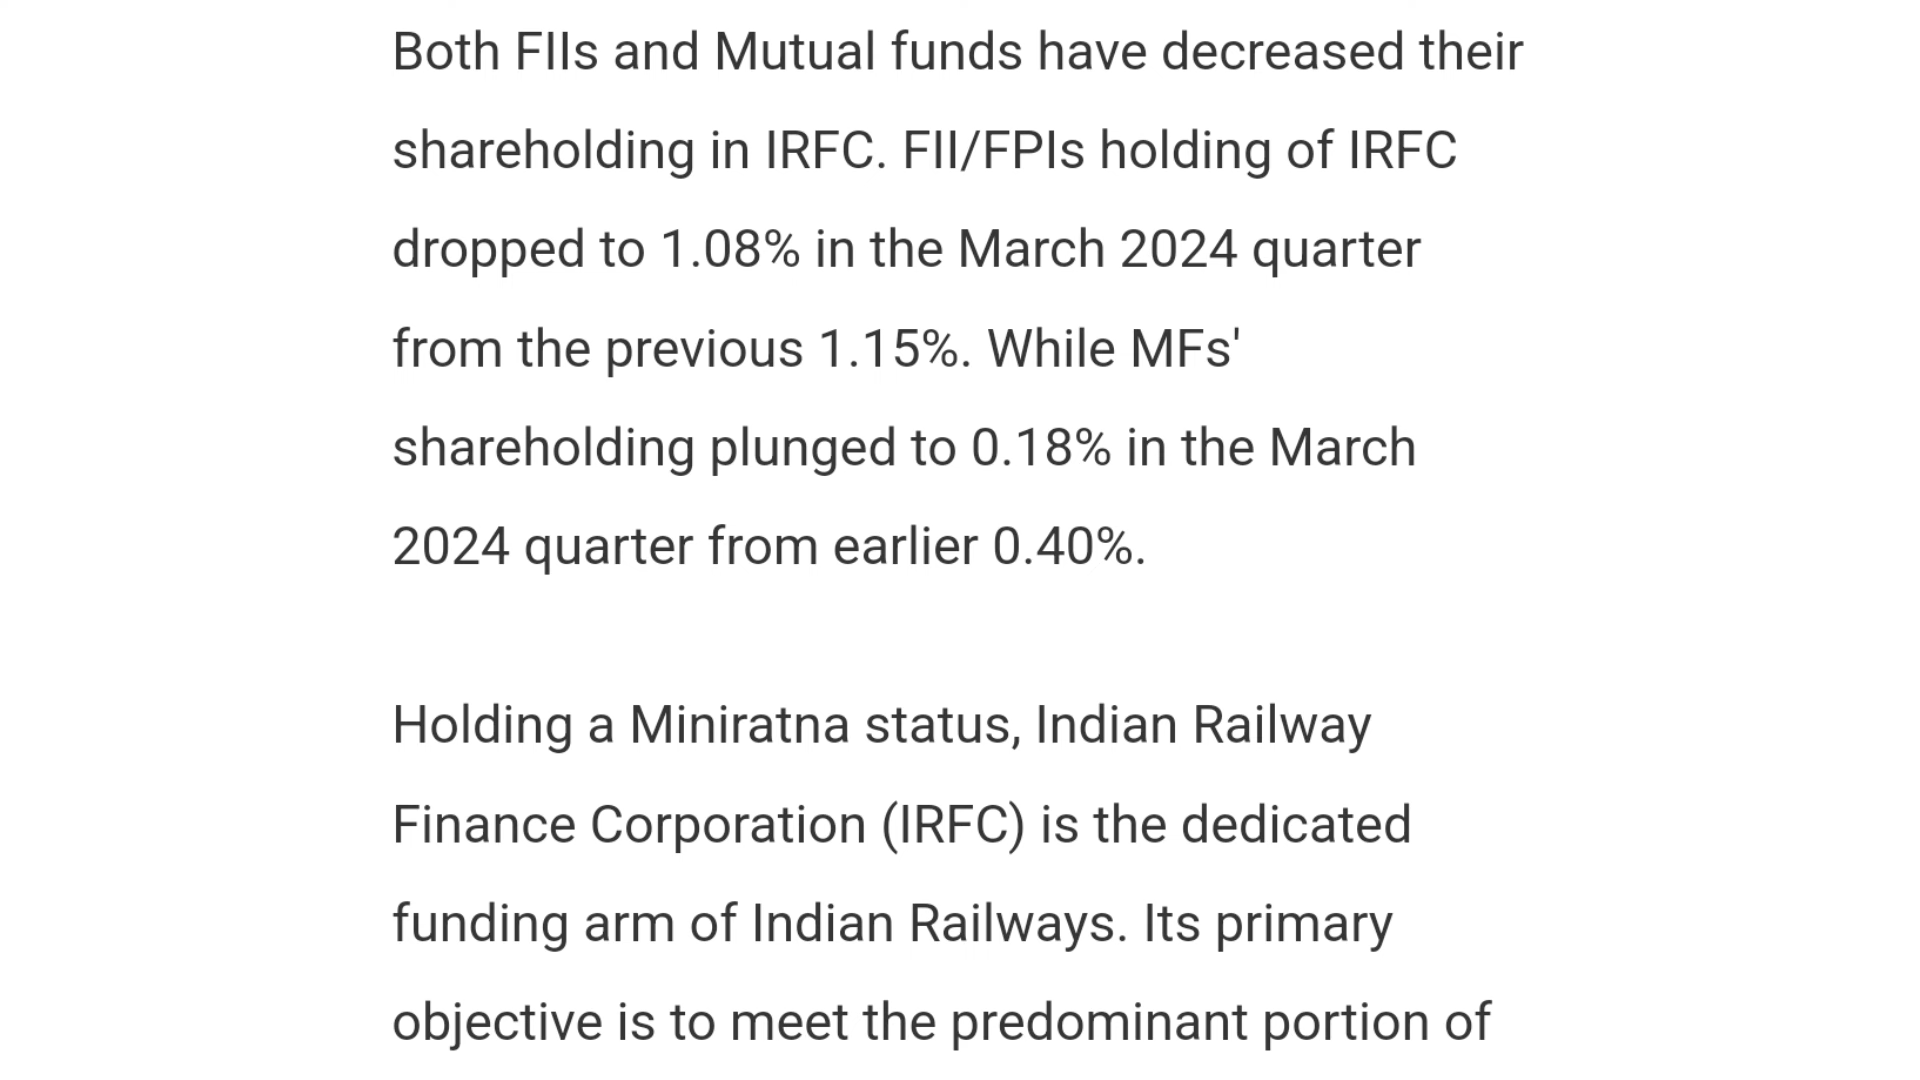 Both FIIs and Mutual funds have decreased their
shareholding in IRFC. FII/FPIs holding of IRFC
dropped to 1.08% in the March 2024 quarter
from the previous 1.15%. While MFs'
shareholding plunged to 0.18% in the March
2024 quarter from earlier 0.40%.
Holding a Miniratna status, Indian Railway
Finance Corporation (IRFC) is the dedicated
funding arm of Indian Railways. Its primary
objective is to meet the predominant portion of